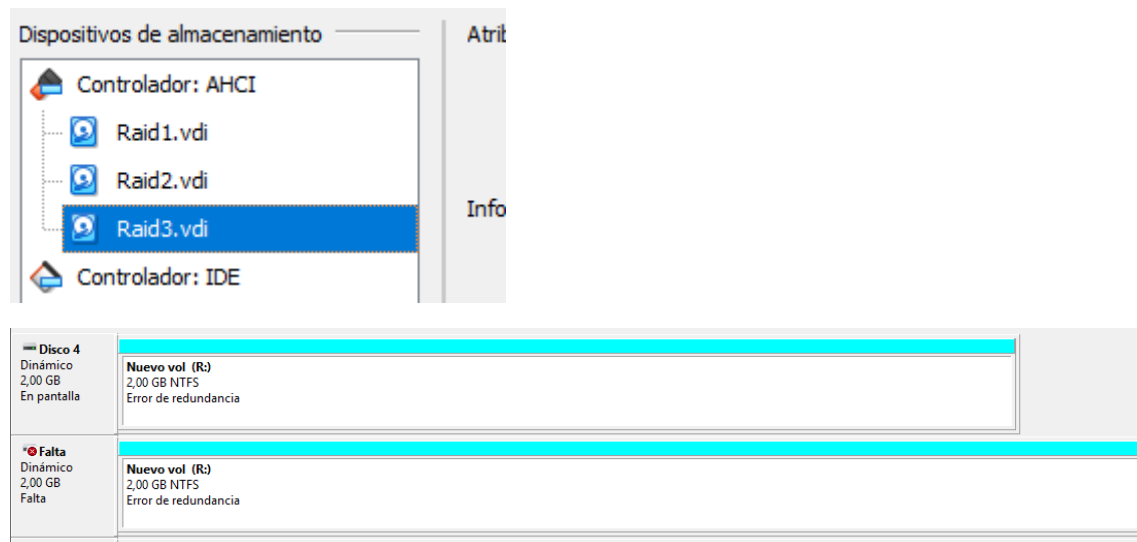 Dispositivos de almacenamiento
Atrib
Controlador: AHCI
Raid1.vdi
Raid2.vdi
Info
Raid3.vdi
Controlador: IDE
Disco 4
Dinámico
2,00 GB
En pantalla
Nuevo vol (R:)
2,00 GB NTFS
Error de redundancia
Falta
Dinámico
2,00 GB
Falta
Nuevo vol (R:)
2,00 GB NTFS
Error de redundancia